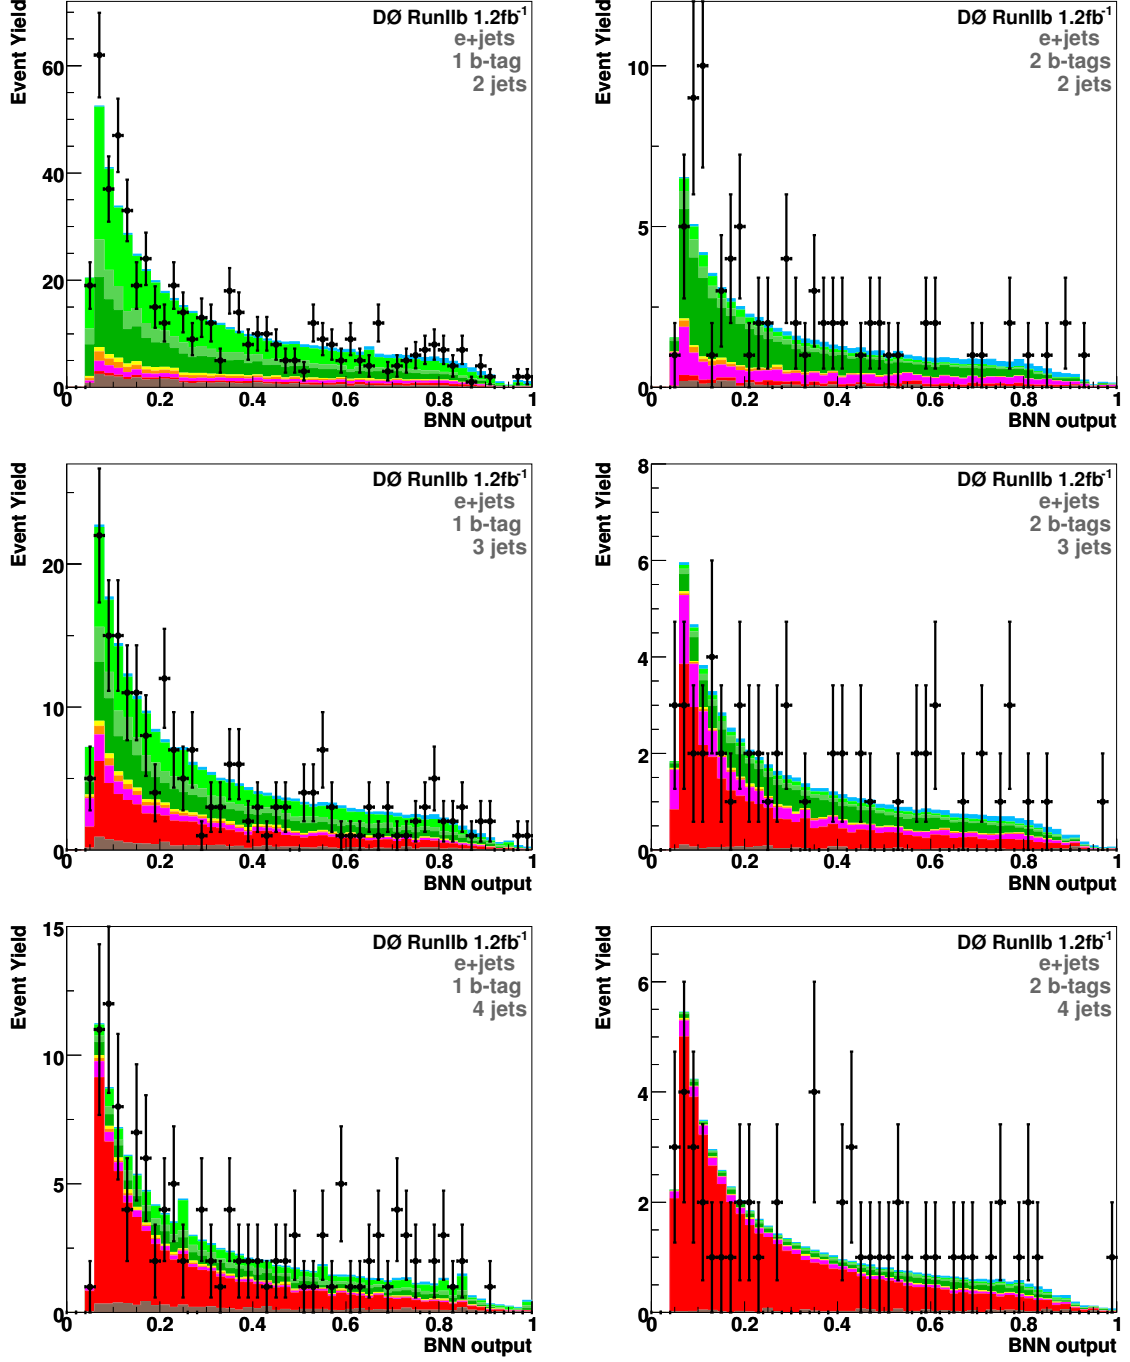 Event Yield
DØ RunIIb 1.2fb-1
e+jets
1 b-tag
2 jets
60
40
20
0
0 0.2 0.4 0.6 0.8 1
BNN output
Event Yield
DØ RunIIb 1.2fb-1
e+jets
2 b-tags
2 jets
10
5
0
0 0.2 0.4 0.6 0.8 1
BNN output
Event Yield
DØ RunIIb 1.2fb-1
e+jets
1 b-tag
3 jets
20
10
0
0 0.2 0.4 0.6 0.8 1
BNN output
Event Yield
DØ RunIIb 1.2fb-1
e+jets
2 b-tags
3 jets
8
6
4
2
0
0 0.2 0.4 0.6 0.8 1
BNN output
Event Yield
DØ RunIIb 1.2fb-1
e+jets
1 b-tag
4 jets
15
10
5
0
0 0.2 0.4 0.6 0.8 1
BNN output
Event Yield
DØ RunIIb 1.2fb-1
e+jets
2 b-tags
4 jets
6
4
2
0
0 0.2 0.4 0.6 0.8 1
BNN output